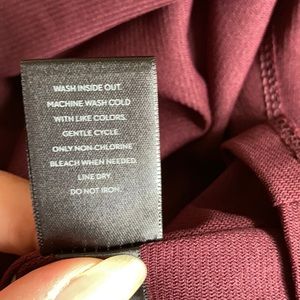 WASH INSIDE OUT.
MACHINE WASH COLD
WITH LIKE COLORS.
GENTLE CYCLE.
ONLY NON-CHLORINE
BLEACH WHEN NEEDED.
LINE DRY.
DO NOT IRON.